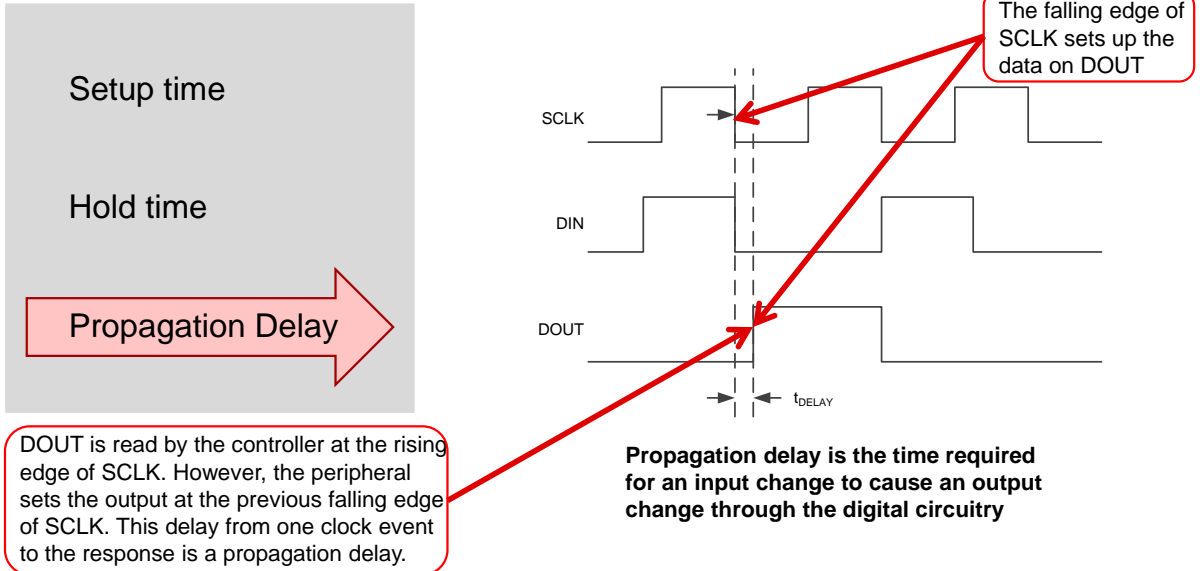 Setup time
Hold time
Propagation Delay
The falling edge of
SCLK sets up the
data on DOUT
SCLK
DIN
DOUT
tDELAY
DOUT is read by the controller at the rising
edge of SCLK. However, the peripheral
sets the output at the previous falling edge
of SCLK. This delay from one clock event
to the response is a propagation delay.
Propagation delay is the time required
for an input change to cause an output
change through the digital circuitry